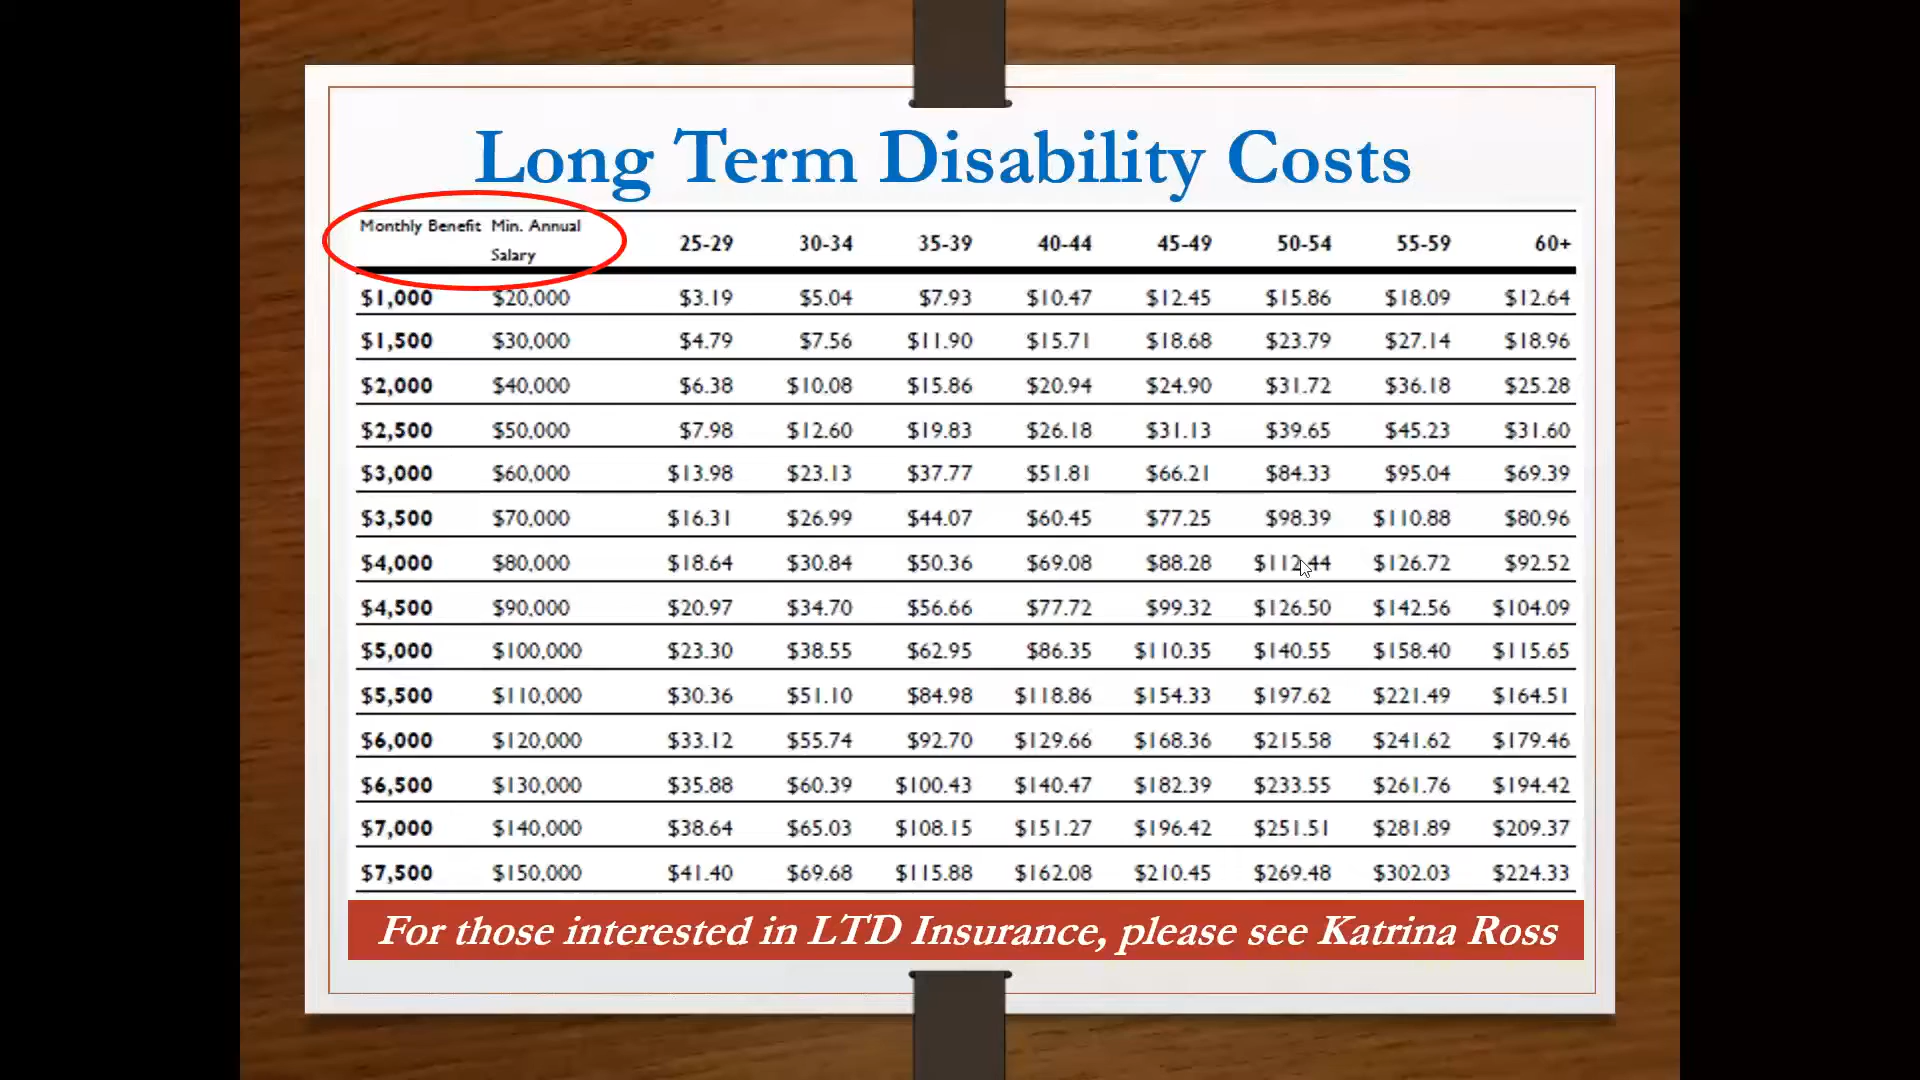 Long Term Disability Costs
Monthly Benefit Min. Annual Salary 25-29 30-34 35-39 40-44 45-49 50-54 55-59 60+
$1,000 $20,000 $3.19 $5.04 $7.93 $10.47 $12.45 $15.86 $18.09 $12.64
$1,500 $30,000 $4.79 $7.56 $11.90 $15.71 $18.68 $23.79 $27.14 $18.96
$2,000 $40,000 $6.38 $10.08 $15.86 $20.94 $24.90 $31.72 $36.18 $25.28
$2,500 $50,000 $7.98 $12.60 $19.83 $26.18 $31.13 $39.65 $45.23 $31.60
$3,000 $60,000 $13.98 $23.13 $37.77 $51.81 $66.21 $84.33 $95.04 $69.39
$3,500 $70,000 $16.31 $26.99 $44.07 $60.45 $77.25 $98.39 $110.88 $80.96
$4,000 $80,000 $18.64 $30.84 $50.36 $69.08 $88.28 $112.44 $126.72 $92.52
$4,500 $90,000 $20.97 $34.70 $56.66 $77.72 $99.32 $126.50 $142.56 $104.09
$5,000 $100,000 $23.30 $38.55 $62.95 $86.35 $110.35 $140.55 $158.40 $115.65
$5,500 $110,000 $30.36 $51.10 $84.98 $118.86 $154.33 $197.62 $221.49 $164.51
$6,000 $120,000 $33.12 $55.74 $92.70 $129.66 $168.36 $215.58 $241.62 $179.46
$6,500 $130,000 $35.88 $60.39 $100.43 $140.47 $182.39 $233.55 $261.76 $194.42
$7,000 $140,000 $38.64 $65.03 $108.15 $151.27 $196.42 $251.51 $281.89 $209.37
$7,500 $150,000 $41.40 $69.68 $115.88 $162.08 $210.45 $269.48 $302.03 $224.33
For those interested in LTD Insurance, please see Katrina Ross